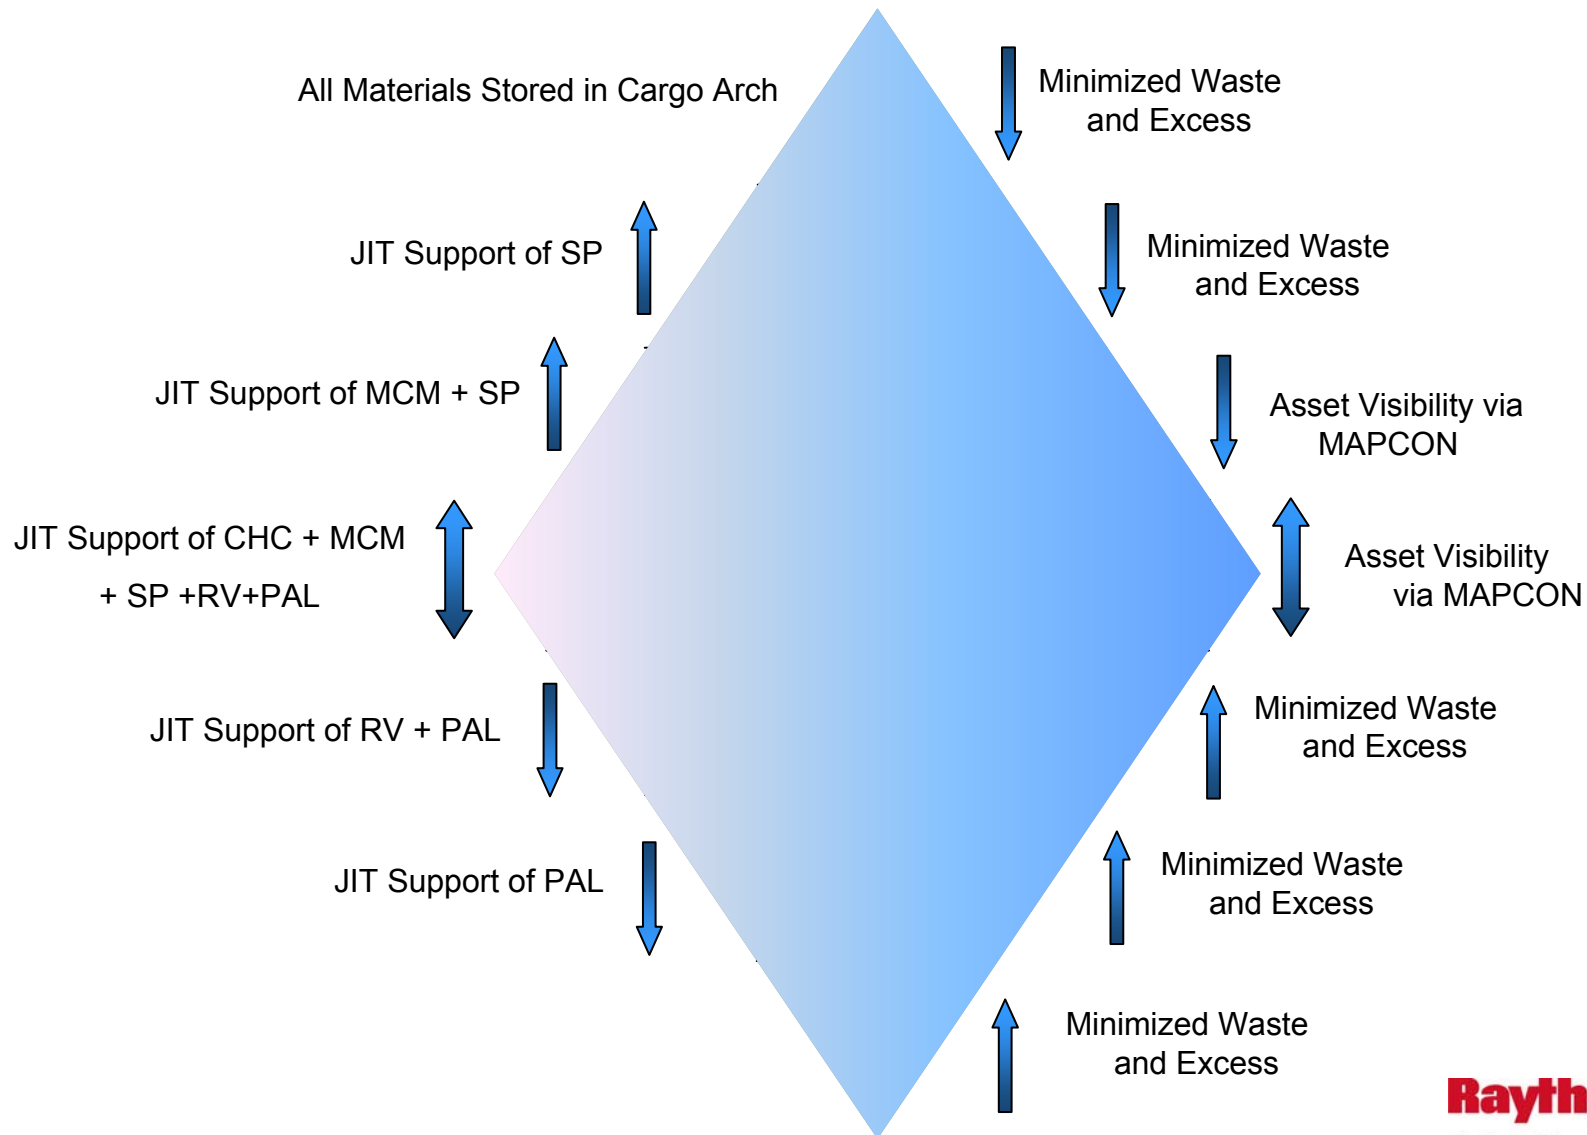 All Materials Stored in Cargo Arch
Minimized Waste
and Excess
JIT Support of SP
Minimized Waste
and Excess
JIT Support of MCM + SP
Asset Visibility via
MAPCON
JIT Support of CHC + MCM
+ SP +RV+PAL
Asset Visibility
via MAPCON
JIT Support of RV + PAL
Minimized Waste
and Excess
JIT Support of PAL
Minimized Waste
and Excess
Minimized Waste
and Excess
Rayth